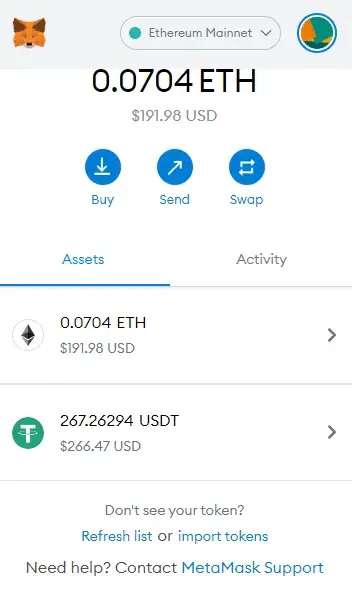 Ethereum Mainnet
0.0704 ETH
$191.98 USD
Buy
Send
Swap
Assets
Activity
0.0704 ETH
$191.98 USD
267.26294 USDT
$266.47 USD
Don't see your token?
Refresh list or import tokens
Need help? Contact MetaMask Support